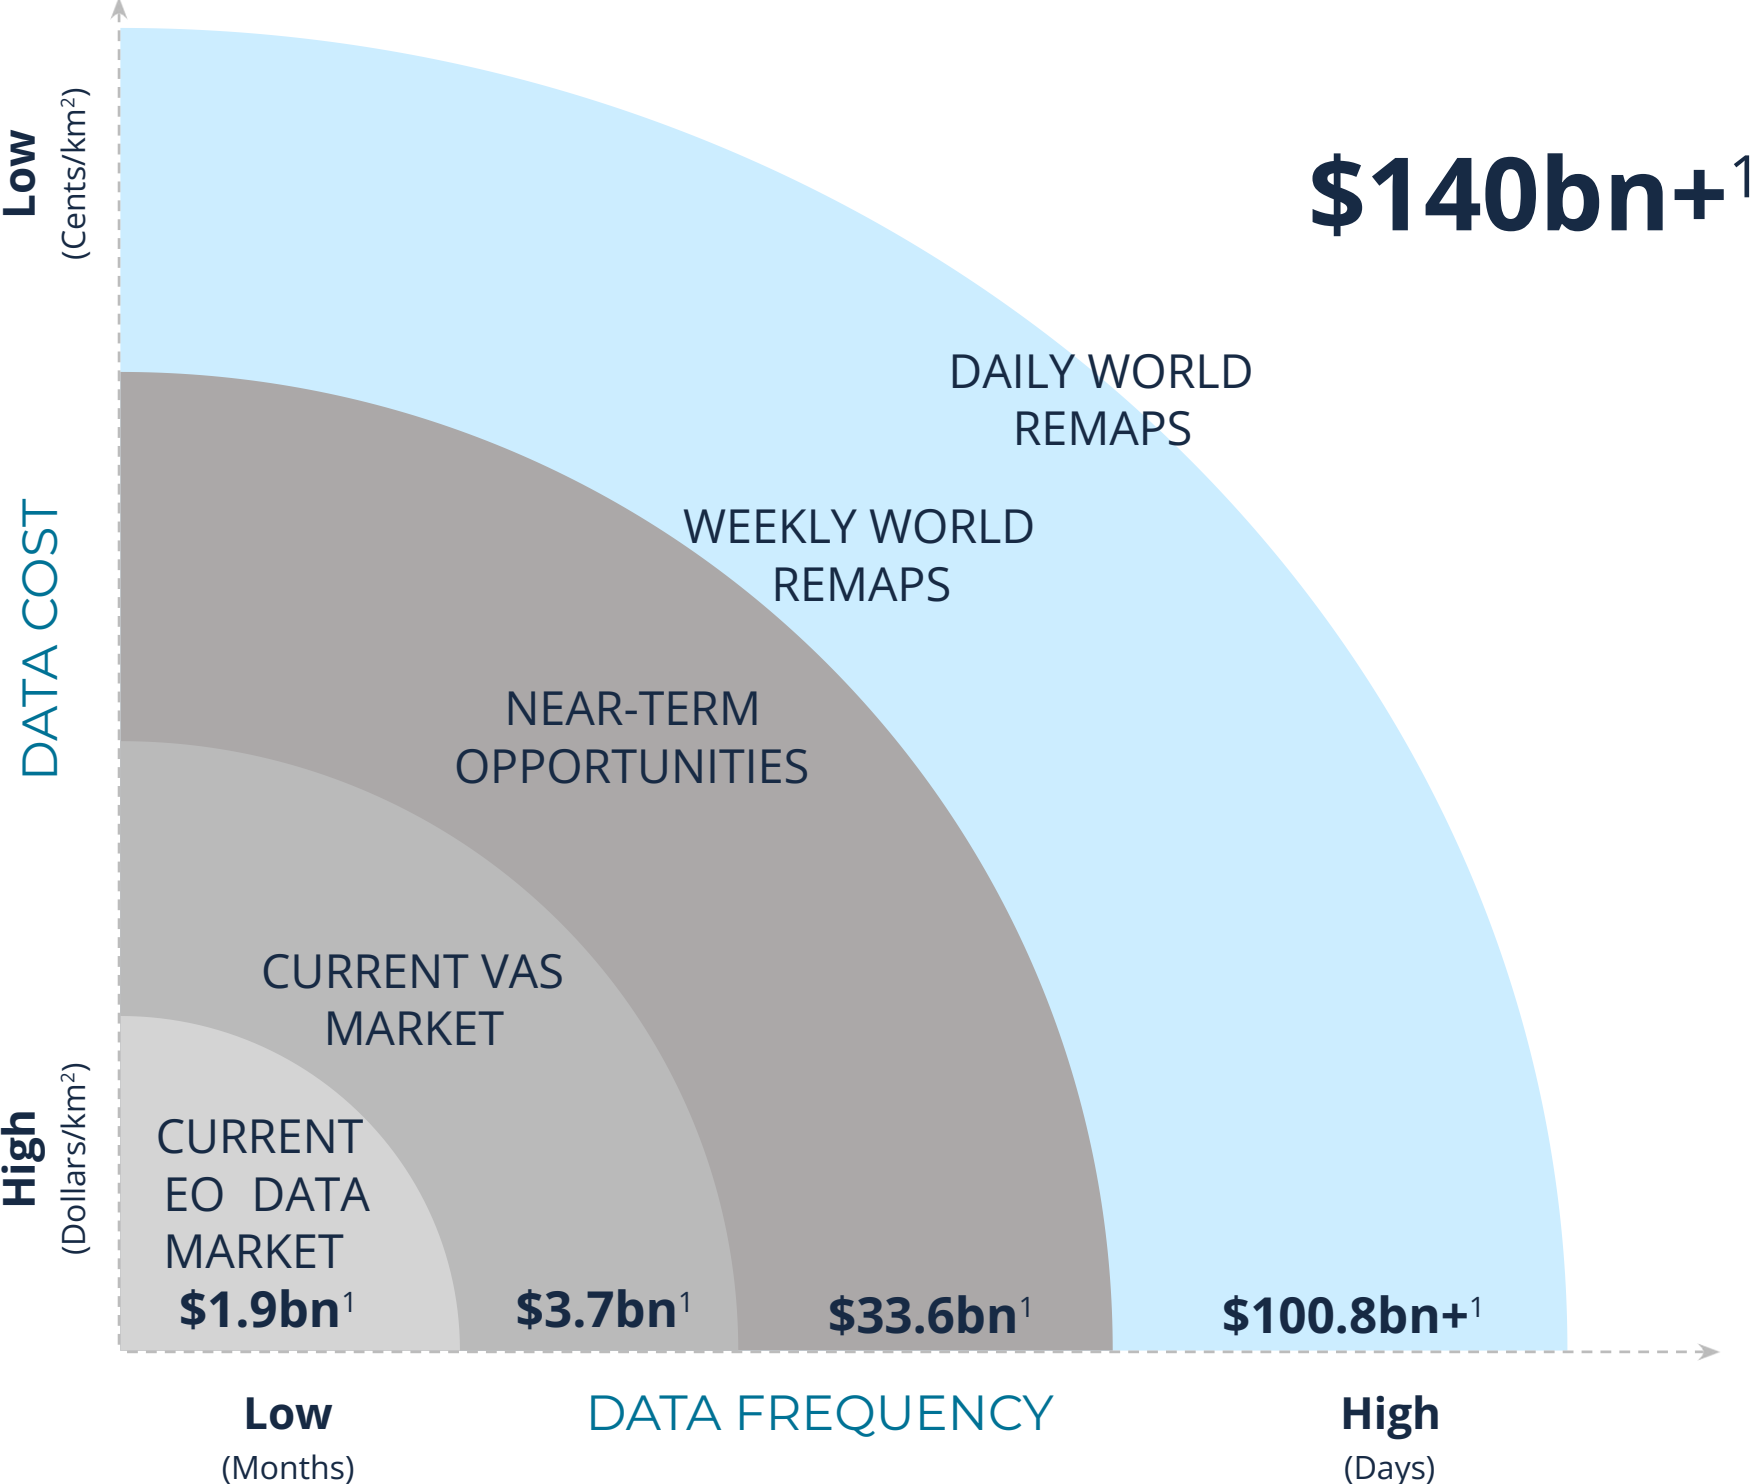 Low
(Cents/km²)
$140bn+¹
DAILY WORLD
REMAPS
WEEKLY WORLD
REMAPS
DATA COST
NEAR-TERM
OPPORTUNITIES
CURRENT VAS
MARKET
High
(Dollars/km²)
CURRENT
EO DATA
MARKET
$1.9bn¹
$3.7bn¹
$33.6bn¹
$100.8bn+¹
Low
(Months)
DATA FREQUENCY
High
(Days)